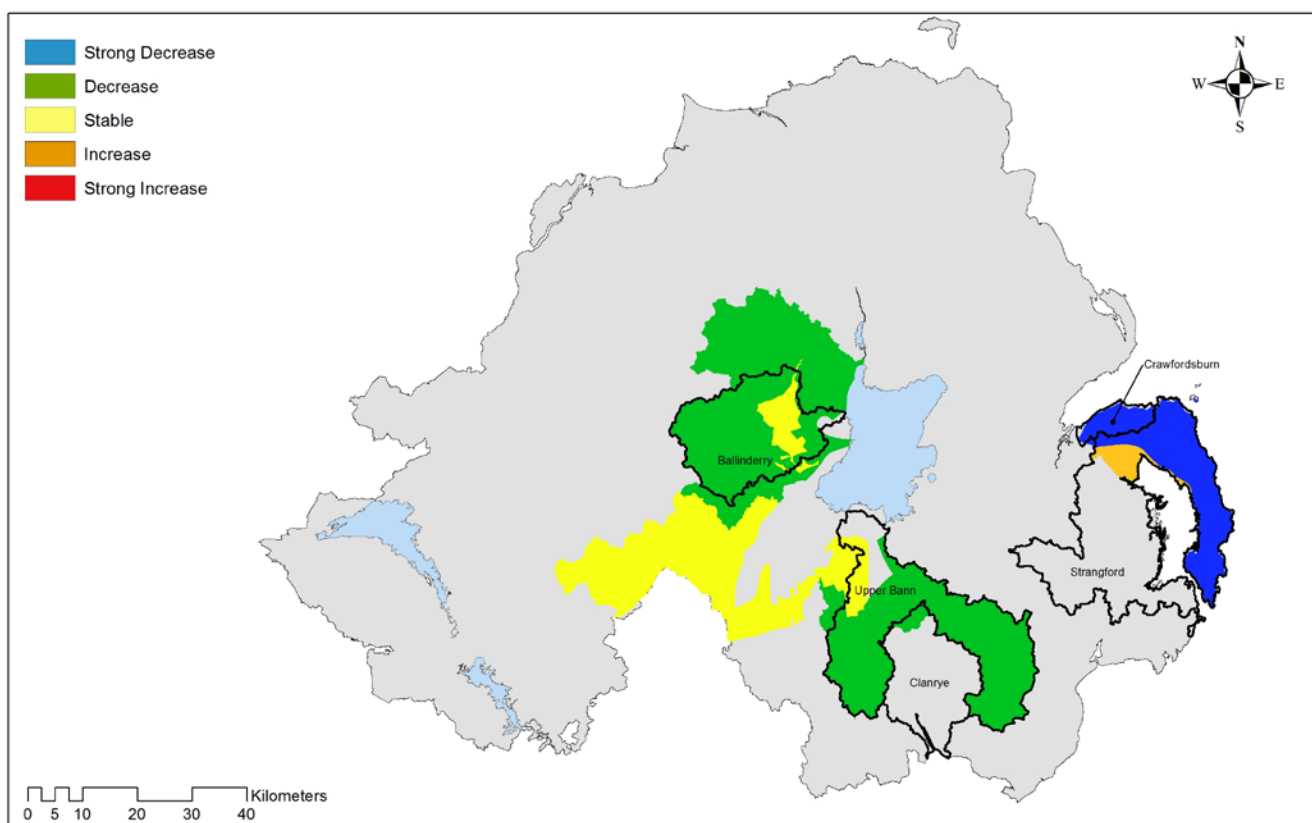 Strong Decrease
Decrease
Stable
Increase
Strong Increase
N
W E
S
Crawfordsburn
Ballinderry
Strangford
Upper Bann
Clanrye
Kilometers
0 5 10 20 30 40